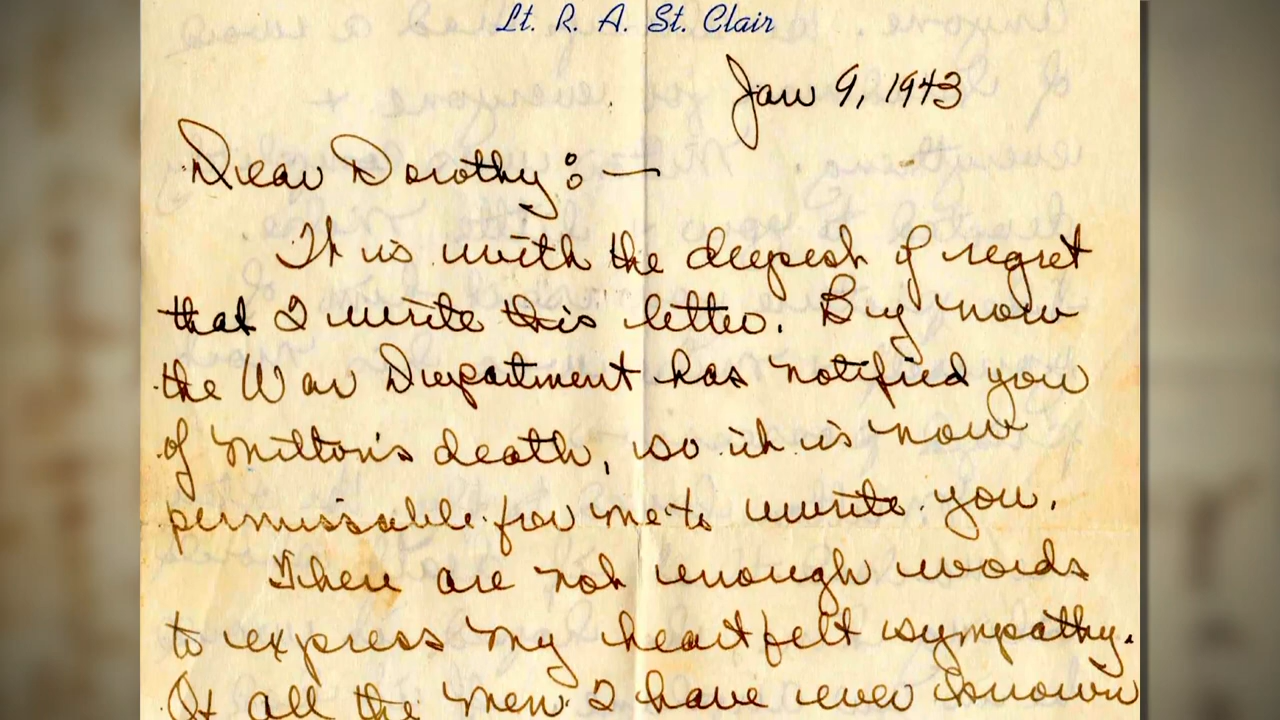 Lt. R. A. St. Clair
Jan 9, 1943
Dear Dorothy: —
It is with the deepest of regret
that I write this letter. By now
the War Department has notified you
of Milton's death, so it is now
permissable for me to write you.
There are not enough words
to express my heartfelt sympathy.
Of all the men I have ever known